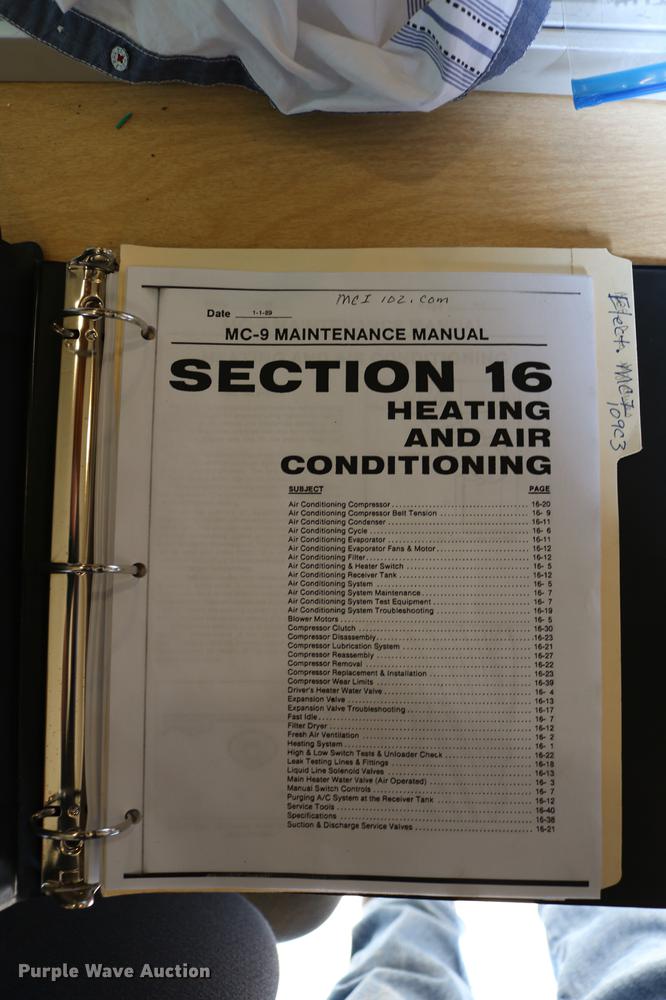 MCI 102.com
Date 1-1-89
MC-9 MAINTENANCE MANUAL
SECTION 16
HEATING
AND AIR
CONDITIONING
SUBJECT PAGE
Air Conditioning Compressor 16-20
Air Conditioning Compressor Belt Tension 16- 9
Air Conditioning Condenser 16-11
Air Conditioning Cycle 16- 6
Air Conditioning Evaporator 16-11
Air Conditioning Evaporator Fans & Motor 16-12
Air Conditioning Filter 16-12
Air Conditioning & Heater Switch 16- 5
Air Conditioning Receiver Tank 16-12
Air Conditioning System 16- 5
Air Conditioning System Maintenance 16- 7
Air Conditioning System Test Equipment 16- 7
Air Conditioning System Troubleshooting 16-19
Blower Motors 16- 5
Compressor Clutch 16-30
Compressor Disassembly 16-23
Compressor Lubrication System 16-21
Compressor Reassembly 16-27
Compressor Removal 16-22
Compressor Replacement & Installation 16-23
Compressor Wear Limits 16-39
Driver's Heater Water Valve 16- 4
Expansion Valve 16-13
Expansion Valve Troubleshooting 16-17
Fast Idle 16- 7
Filter Dryer 16-12
Fresh Air Ventilation 16- 2
Heating System 16- 1
High & Low Switch Tests & Unloader Check 16-22
Leak Testing Lines & Fittings 16-18
Liquid Line Solenoid Valves 16-13
Main Heater Water Valve (Air Operated) 16- 3
Manual Switch Controls 16- 7
Purging A/C System at the Receiver Tank 16-12
Service Tools 16-40
Specifications 16-38
Suction & Discharge Service Valves 16-21
Elect. MCI
109C3
Purple Wave Auction